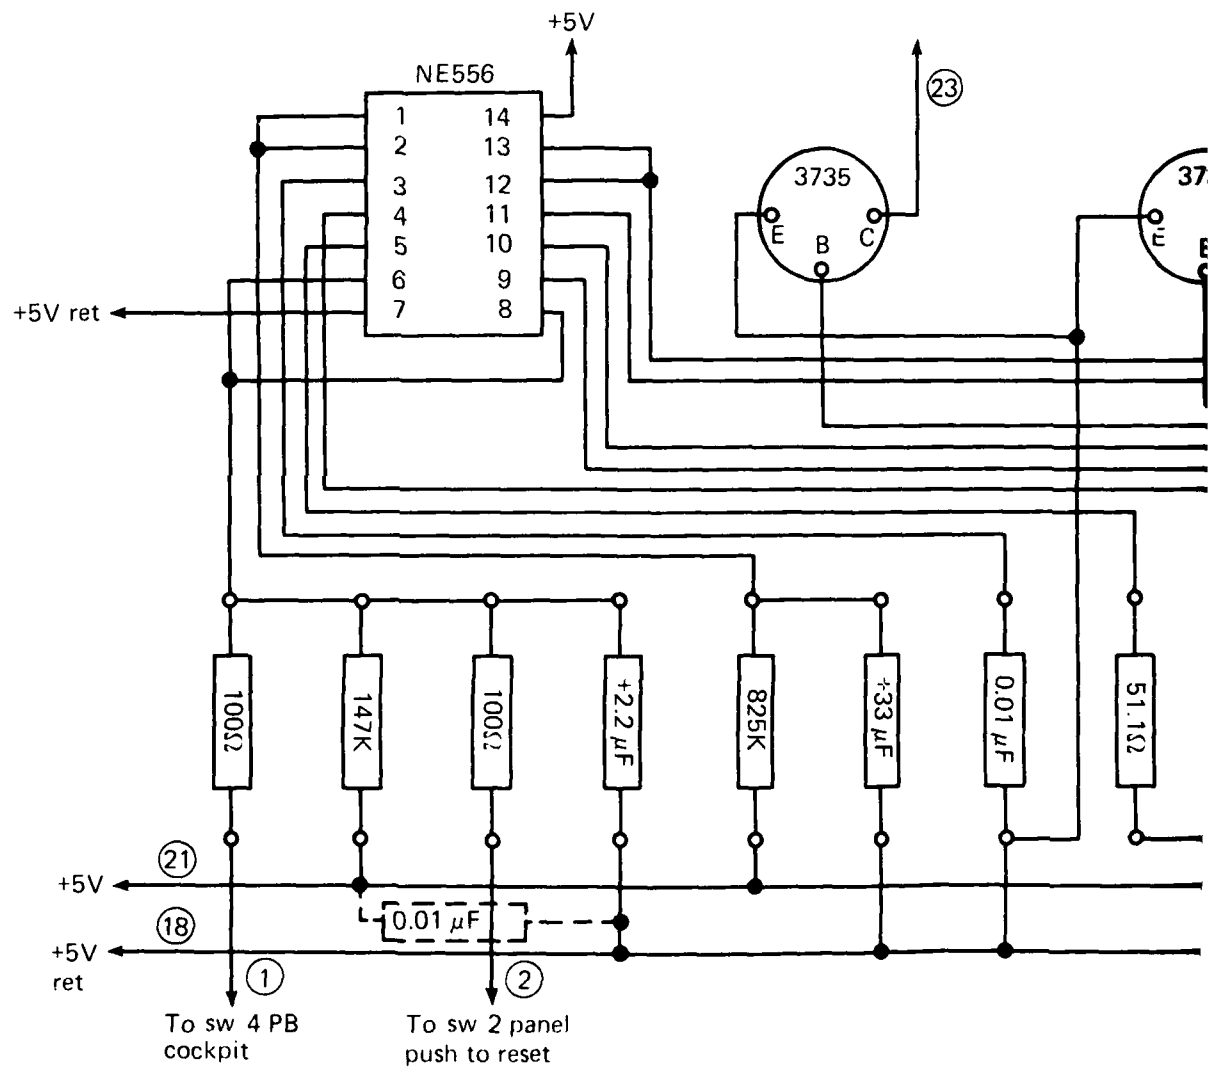 +5V
NE556
23
1 14
2 13
3 12
4 11
5 10
6 9
7 8
3735
E
B
C
E
+5V ret
100Ω
147K
100Ω
+2.2 μF
825K
+33 μF
0.01 μF
51.1Ω
21
+5V
0.01 μF
18
+5V
ret
1
2
To sw 4 PB
cockpit
To sw 2 panel
push to reset